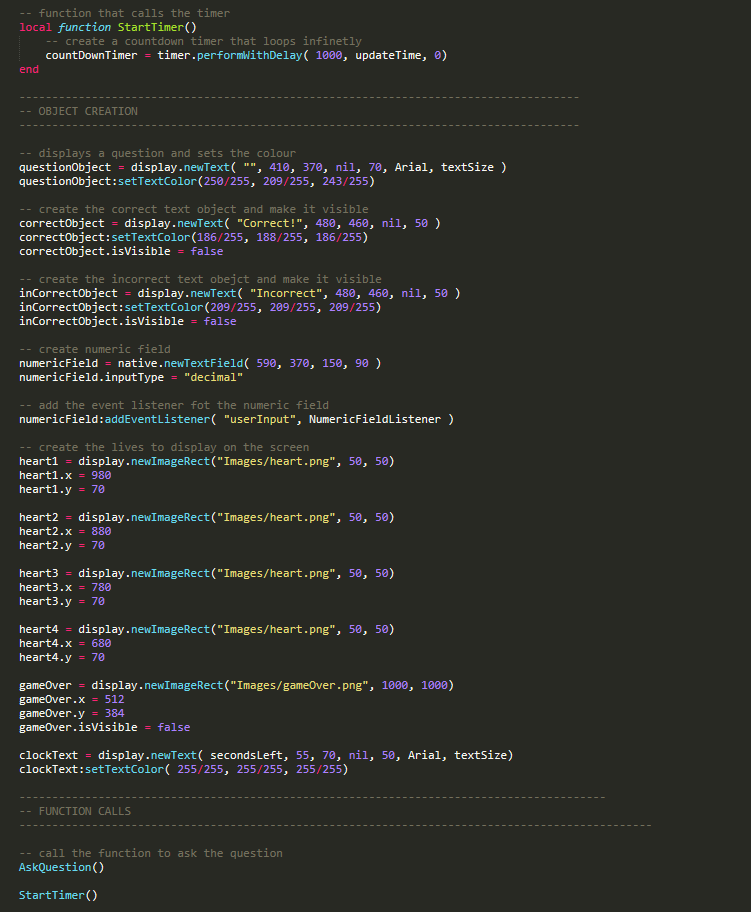 -- function that calls the timer
local function StartTimer()
    -- create a countdown timer that loops infinetly
    countDownTimer = timer.performWithDelay( 1000, updateTime, 0)
end
-------------------------------------------------------------------------------------
-- OBJECT CREATION
-------------------------------------------------------------------------------------
-- displays a question and sets the colour
questionObject = display.newText( "", 410, 370, nil, 70, Arial, textSize )
questionObject:setTextColor(250/255, 209/255, 243/255)
-- create the correct text object and make it visible
correctObject = display.newText( "Correct!", 480, 460, nil, 50 )
correctObject:setTextColor(186/255, 188/255, 186/255)
correctObject.isVisible = false
-- create the incorrect text obejct and make it visible
inCorrectObject = display.newText( "Incorrect", 480, 460, nil, 50 )
inCorrectObject:setTextColor(209/255, 209/255, 209/255)
inCorrectObject.isVisible = false
-- create numeric field
numericField = native.newTextField( 590, 370, 150, 90 )
numericField.inputType = "decimal"
-- add the event listener fot the numeric field
numericField:addEventListener( "userInput", NumericFieldListener )
-- create the lives to display on the screen
heart1 = display.newImageRect("Images/heart.png", 50, 50)
heart1.x = 980
heart1.y = 70
heart2 = display.newImageRect("Images/heart.png", 50, 50)
heart2.x = 880
heart2.y = 70
heart3 = display.newImageRect("Images/heart.png", 50, 50)
heart3.x = 780
heart3.y = 70
heart4 = display.newImageRect("Images/heart.png", 50, 50)
heart4.x = 680
heart4.y = 70
gameOver = display.newImageRect("Images/gameOver.png", 1000, 1000)
gameOver.x = 512
gameOver.y = 384
gameOver.isVisible = false
clockText = display.newText( secondsLeft, 55, 70, nil, 50, Arial, textSize)
clockText:setTextColor( 255/255, 255/255, 255/255)
-----------------------------------------------------------------------------------------
-- FUNCTION CALLS
------------------------------------------------------------------------------------------------
-- call the function to ask the question
AskQuestion()
StartTimer()